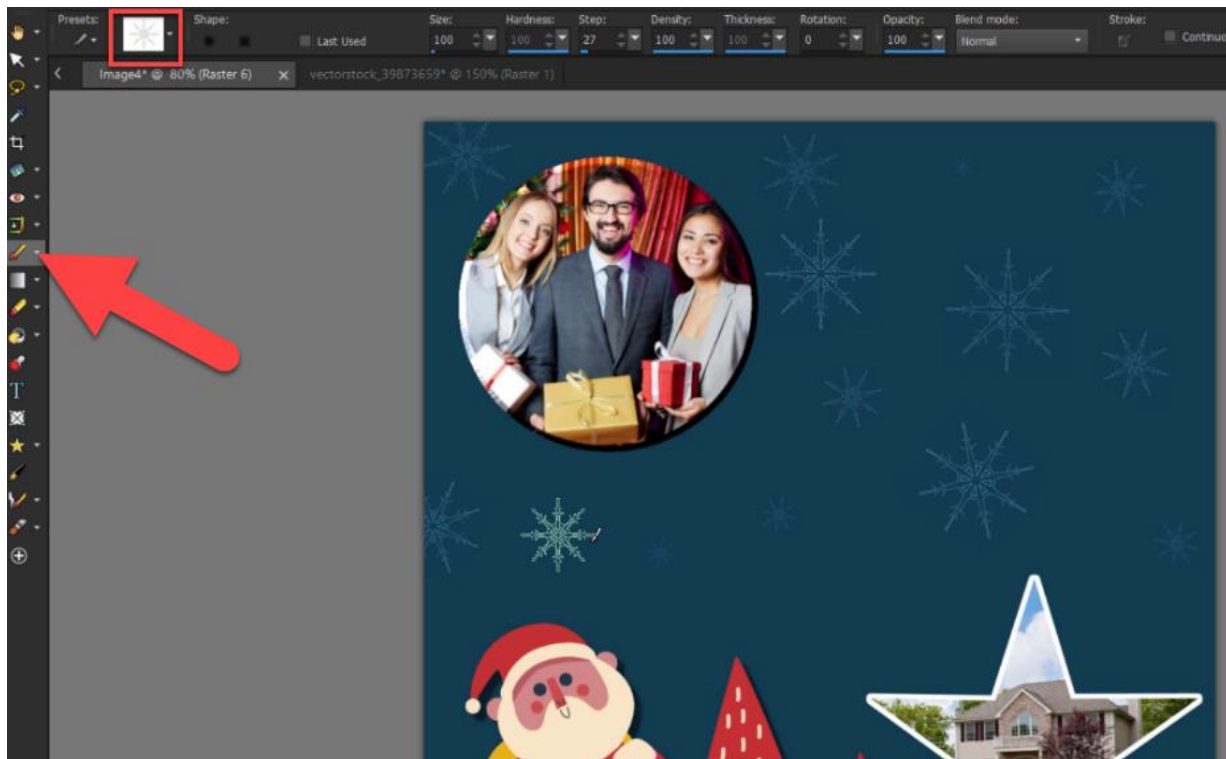 Presets: Shape: Size: Hardness: Step: Density: Thickness: Rotation: Opacity: Blend mode: Stroke:
Last Used 100 100 27 100 100 0 100 Normal Continuo
Image4* @ 80% (Raster 6) vectorstock_39873659* @ 150% (Raster 1)
T